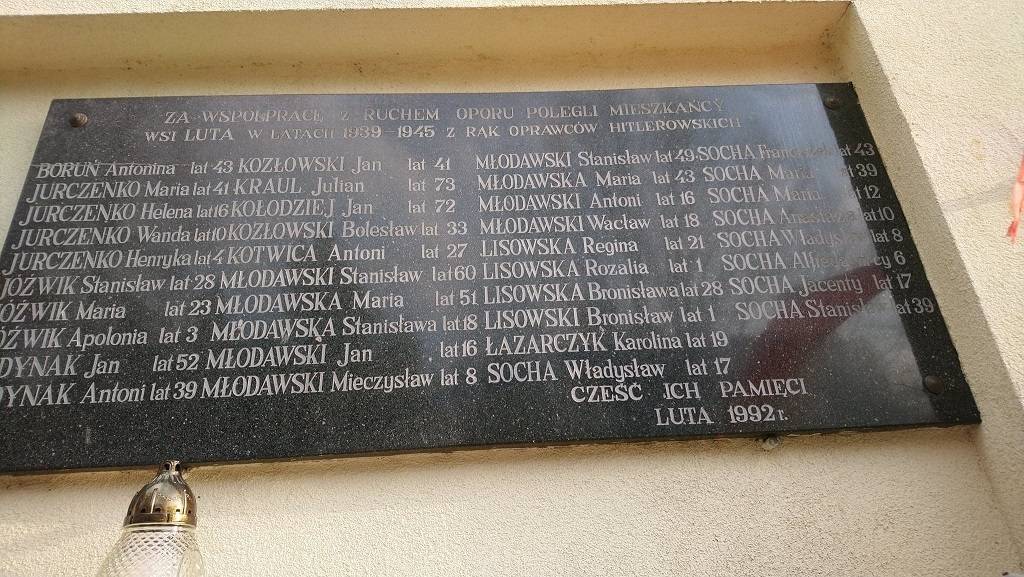 ZA WSPÓŁPRACĘ Z RUCHEM OPORU POLEGLI MIESZKAŃCY
WSI LUTA W LATACH 1939-1945 Z RĄK OPRAWCÓW HITLEROWSKICH
BORUŃ Antonina lat 43 KOZŁOWSKI Jan lat 41 MŁODAWSKI Stanisław lat 49 SOCHA lat 43
JURCZENKO Maria lat 41 KRAUL Julian lat 73 MŁODAWSKA Maria lat 43 SOCHA Maria lat 39
JURCZENKO Helena lat 16 KOŁODZIEJ Jan lat 72 MŁODAWSKI Antoni lat 16 SOCHA Maria lat 12
JURCZENKO Wanda lat 10 KOZŁOWSKI Bolesław lat 33 MŁODAWSKI Wacław lat 18 SOCHA Anastazja lat 10
JURCZENKO Henryka lat 4 KOTWICA Antoni lat 27 LISOWSKA Regina lat 21 SOCHA lat 8
JÓŹWIK Stanisław lat 28 MŁODAWSKI Stanisław lat 60 LISOWSKA Rozalia lat 1 SOCHA 6
JÓŹWIK Maria lat 23 MŁODAWSKA Maria lat 51 LISOWSKA Bronisława lat 28 SOCHA Jacenty lat 17
ÓŹWIK Apolonia lat 3 MŁODAWSKA Stanisława lat 18 LISOWSKI Bronisław lat 1 SOCHA lat 39
DYNAK Jan lat 52 MŁODAWSKI Jan lat 16 ŁAZARCZYK Karolina lat 19
DYNAK Antoni lat 39 MŁODAWSKI Mieczysław lat 8 SOCHA Władysław lat 17
CZEŚĆ ICH PAMIĘCI
LUTA 1992 r.